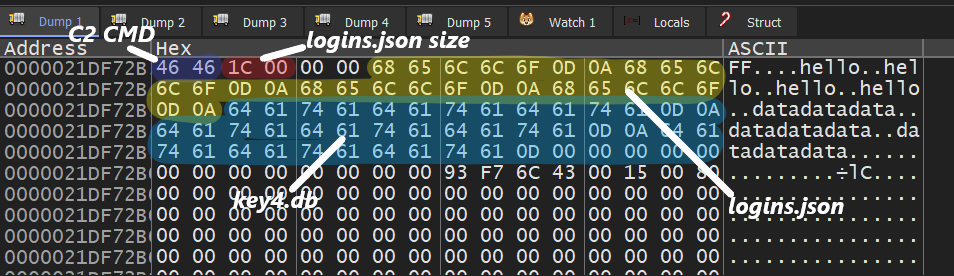 Dump 1 Dump 2 Dump 3 Dump 4 Dump 5 Watch 1 Locals Struct
C2 CMD logins.json size
Address Hex ASCII
0000021DF72B 46 46 1C 00 00 00 68 65 6C 6C 6F 0D 0A 68 65 6C FF....hello..hel
0000021DF72B 6C 6F 0D 0A 68 65 6C 6C 6F 0D 0A 68 65 6C 6C 6F lo..hello..hello
0000021DF72B 0D 0A 64 61 74 61 64 61 74 61 64 61 74 61 0D 0A ..datadatadata..
0000021DF72B 64 61 74 61 64 61 74 61 64 61 74 61 0D 0A 64 61 datadatadata..da
0000021DF72B 74 61 64 61 74 61 64 61 74 61 0D 00 00 00 00 00 tadatadata......
0000021DF72B 00 00 00 00 00 00 00 00 93 F7 6C 43 00 15 00 80 .........÷lC....
key4.db logins.json
0000021DF72B 00 00 00 00 00 00 00 00 00 00 00 00 00 00 00 00 ................
0000021DF72B 00 00 00 00 00 00 00 00 00 00 00 00 00 00 00 00 ................
0000021DF72B 00 00 00 00 00 00 00 00 00 00 00 00 00 00 00 00 ................
0000021DF72B 00 00 00 00 00 00 00 00 00 00 00 00 00 00 00 00 ................